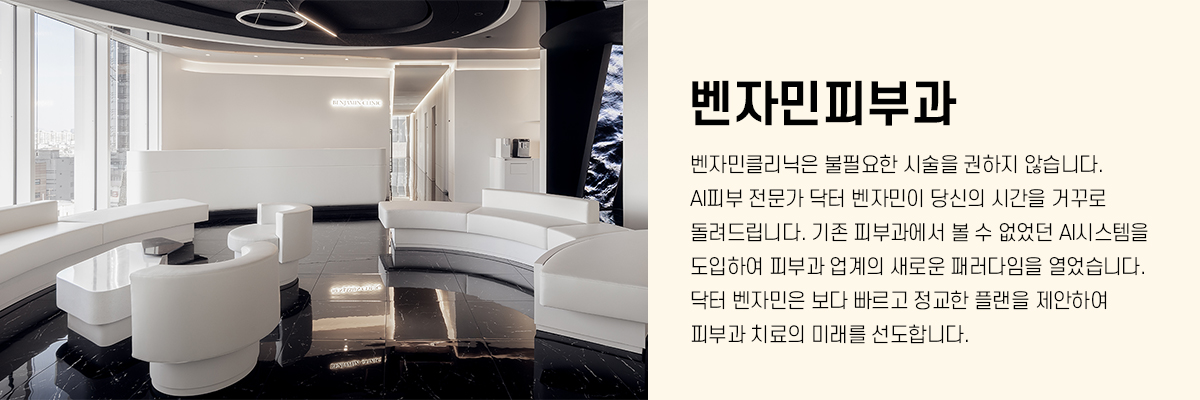 BENJAMIN CLINIC
벤자민피부과
벤자민클리닉은 불필요한 시술을 권하지 않습니다.
AI피부 전문가 닥터 벤자민이 당신의 시간을 거꾸로
돌려드립니다. 기존 피부과에서 볼 수 없었던 AI시스템을
도입하여 피부과 업계의 새로운 패러다임을 열었습니다.
닥터 벤자민은 보다 빠르고 정교한 플랜을 제안하여
피부과 치료의 미래를 선도합니다.